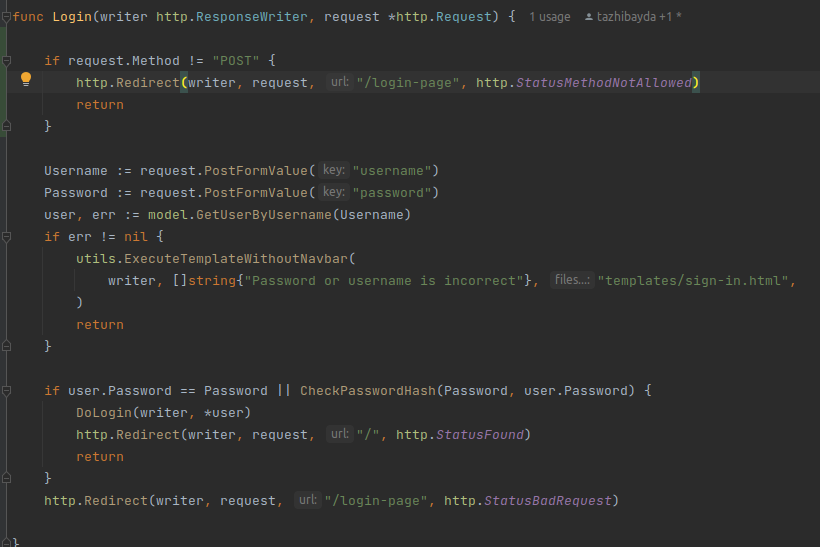 func Login(writer http.ResponseWriter, request *http.Request) { 1 usage tazhibayda +1 *
if request.Method != "POST" {
http.Redirect(writer, request, url: "/login-page", http.StatusMethodNotAllowed)
return
}
Username := request.PostFormValue( key: "username")
Password := request.PostFormValue( key: "password")
user, err := model.GetUserByUsername(Username)
if err != nil {
utils.ExecuteTemplateWithoutNavbar(
writer, []string{"Password or username is incorrect"}, files...: "templates/sign-in.html",
)
return
}
if user.Password == Password || CheckPasswordHash(Password, user.Password) {
DoLogin(writer, *user)
http.Redirect(writer, request, url: "/", http.StatusFound)
return
}
http.Redirect(writer, request, url: "/login-page", http.StatusBadRequest)
}